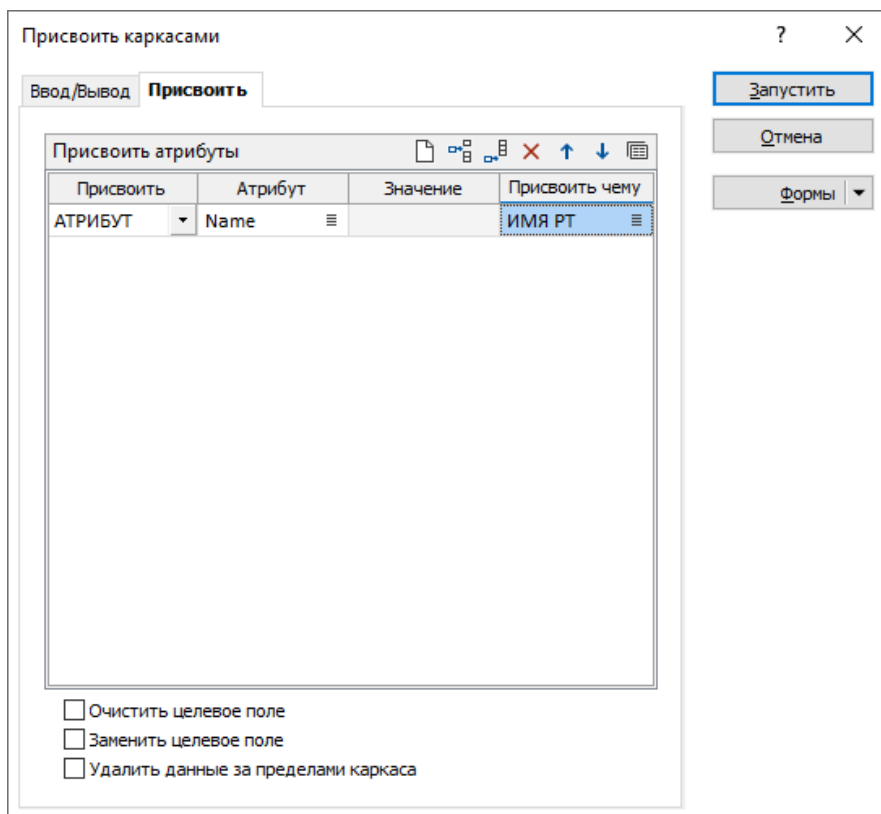 Присвоить каркасами
?
Ввод/Вывод Присвоить
Запустить
Отмена
Формы
Присвоить атрибуты
Присвоить Атрибут Значение Присвоить чему
АТРИБУТ Name ИМЯ РТ
Очистить целевое поле
Заменить целевое поле
Удалить данные за пределами каркаса